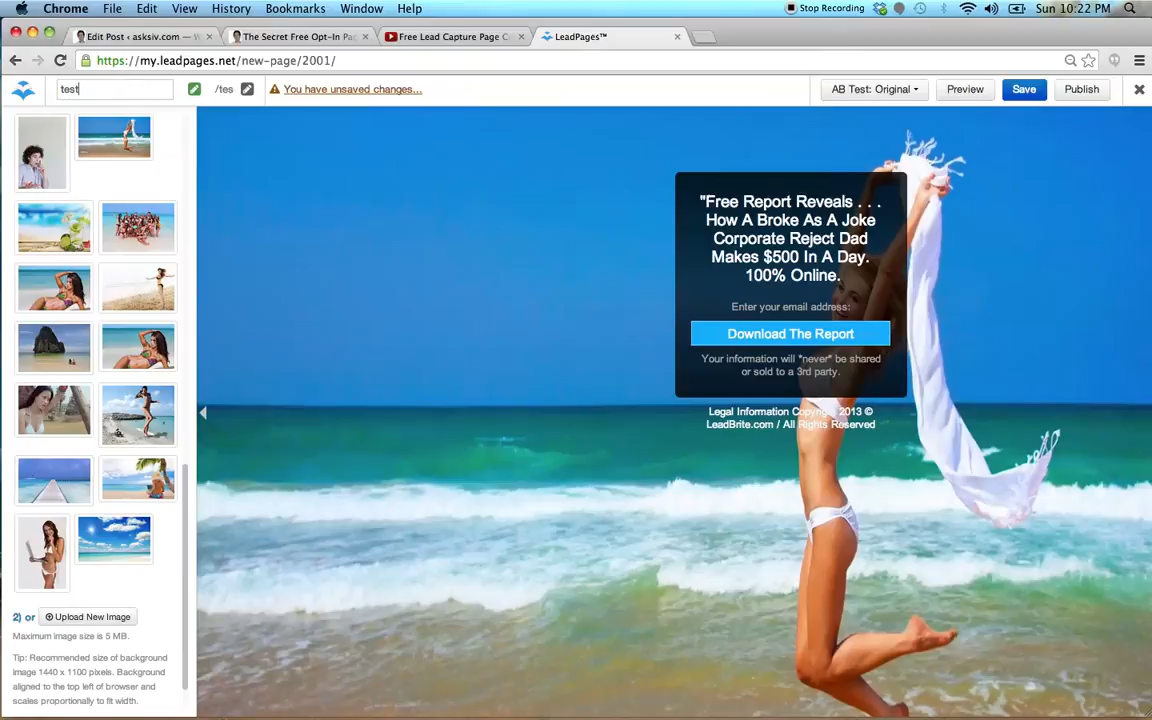 Chrome File Edit View History Bookmarks Window Help Stop Recording Sun 10:22 PM
Edit Post ‹ asksiv.com — W The Secret Free Opt-In Pa Free Lead Capture Page C LeadPages™
https://my.leadpages.net/new-page/2001/
test /tes You have unsaved changes... AB Test: Original Preview Save Publish
"Free Report Reveals . . .
How A Broke As A Joke
Corporate Reject Dad
Makes $500 In A Day.
100% Online.
Enter your email address:
Download The Report
Your information will *never* be shared
or sold to a 3rd party.
Legal Information Copyright 2013 ©
LeadBrite.com / All Rights Reserved
2) or Upload New Image
Maximum image size is 5 MB.
Tip: Recommended size of background
image 1440 x 1100 pixels. Background
aligned to the top left of browser and
scales proportionally to fit width.